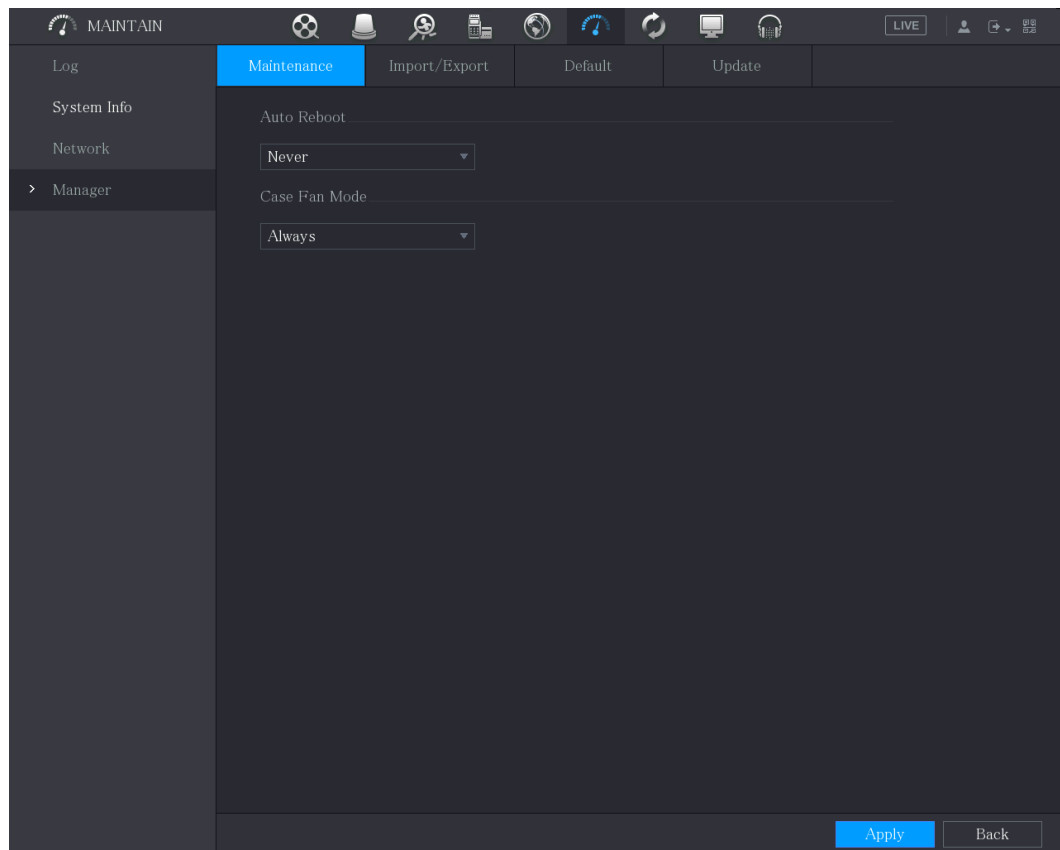 MAINTAIN
LIVE
Log
System Info
Network
Manager
Maintenance Import/Export Default Update
Auto Reboot
Never
Case Fan Mode
Always
Apply Back